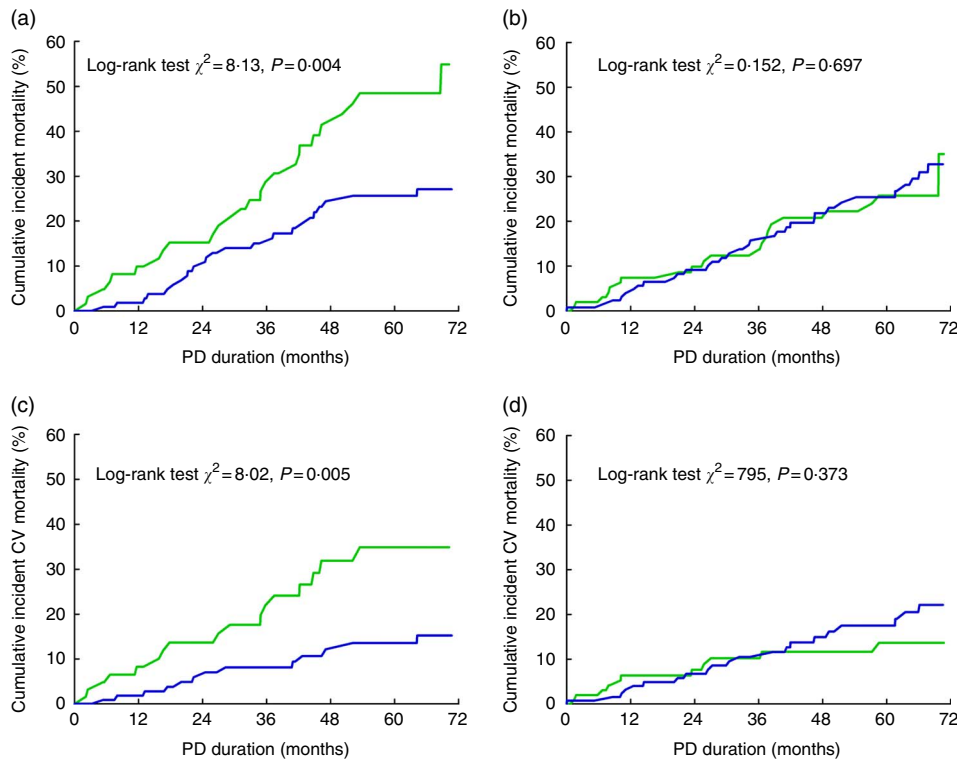 (a)
Cumulative incident mortality (%)
60
50
40
30
20
10
0
Log-rank test χ²=8·13, P=0·004
0 12 24 36 48 60 72
PD duration (months)
(b)
Cumulative incident mortality (%)
60
50
40
30
20
10
0
Log-rank test χ²=0·152, P=0·697
0 12 24 36 48 60 72
PD duration (months)
(c)
Cumulative incident CV mortality (%)
60
50
40
30
20
10
0
Log-rank test χ²=8·02, P=0·005
0 12 24 36 48 60 72
PD duration (months)
(d)
Cumulative incident CV mortality (%)
60
50
40
30
20
10
0
Log-rank test χ²=795, P=0·373
0 12 24 36 48 60 72
PD duration (months)